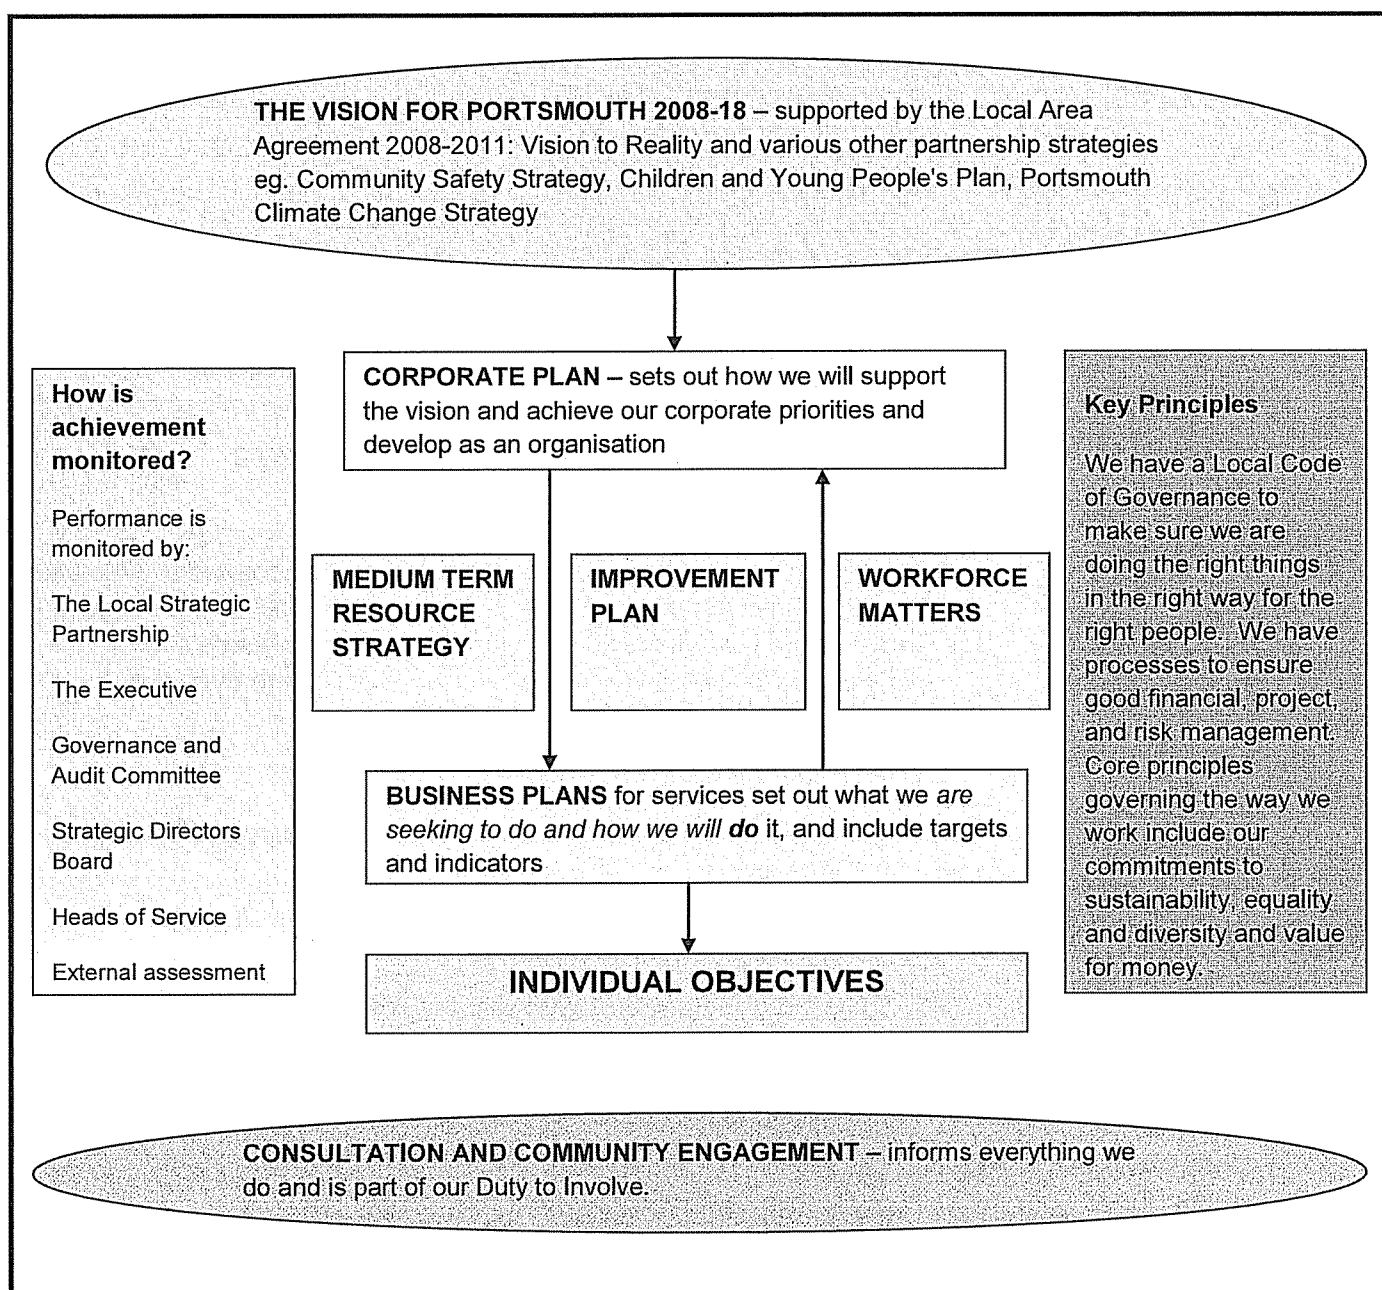 THE VISION FOR PORTSMOUTH 2008-18 – supported by the Local Area
Agreement 2008-2011: Vision to Reality and various other partnership strategies
eg. Community Safety Strategy, Children and Young People's Plan, Portsmouth
Climate Change Strategy
How is
achievement
monitored?
Performance is
monitored by:
The Local Strategic
Partnership
The Executive
Governance and
Audit Committee
Strategic Directors
Board
Heads of Service
External assessment
CORPORATE PLAN – sets out how we will support
the vision and achieve our corporate priorities and
develop as an organisation
MEDIUM TERM
RESOURCE
STRATEGY
IMPROVEMENT
PLAN
WORKFORCE
MATTERS
BUSINESS PLANS for services set out what we are
seeking to do and how we will do it, and include targets
and indicators
INDIVIDUAL OBJECTIVES
Key Principles
We have a Local Code
of Governance to
make sure we are
doing the right things
in the right way for the
right people. We have
processes to ensure
good financial, project,
and risk management.
Core principles
governing the way we
work include our
commitments to
sustainability, equality
and diversity and value
for money.
CONSULTATION AND COMMUNITY ENGAGEMENT – informs everything we
do and is part of our Duty to Involve.